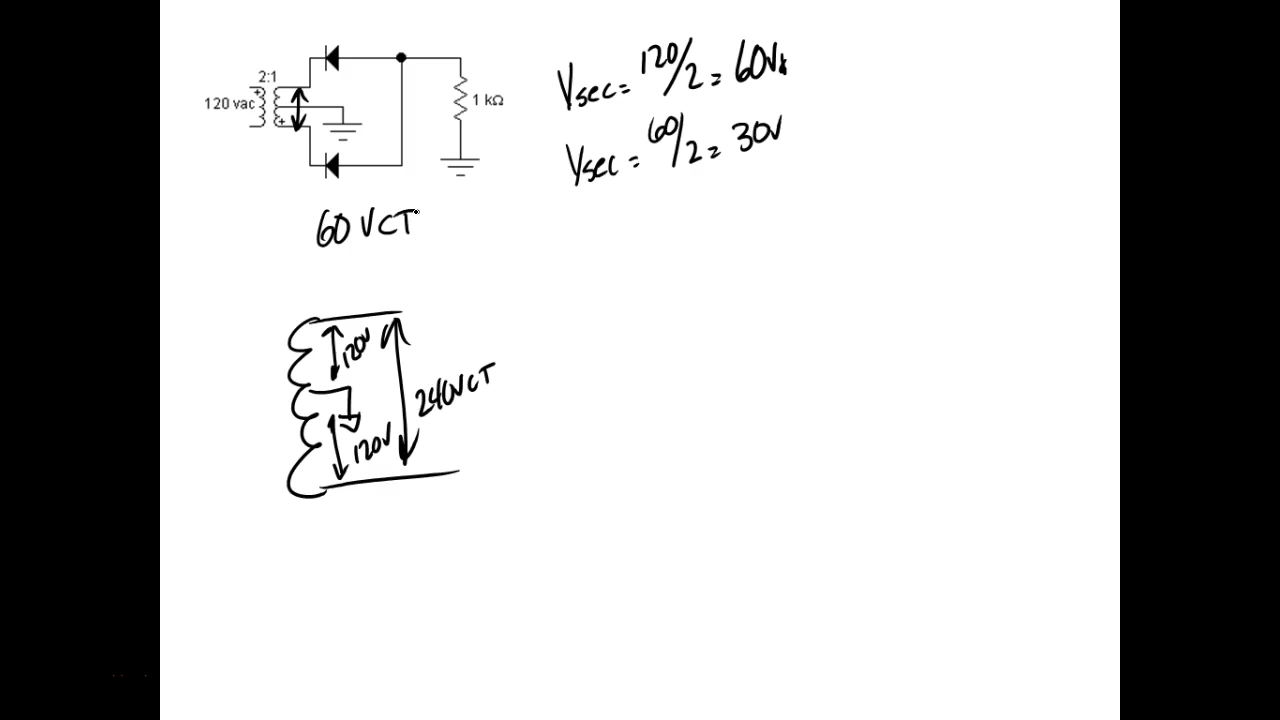 2:1
120 vac
+
+
1 kΩ
Vsec = 120/2 = 60V
Vsec = 60/2 = 30V
60 VCT
120V
240VCT
120V